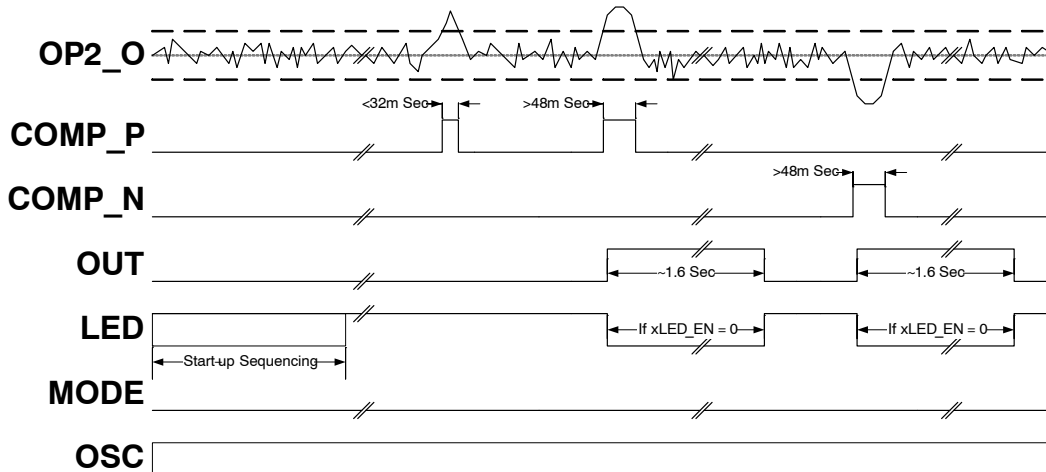 OP2_O
<32m Sec
>48m Sec
COMP_P
>48m Sec
COMP_N
OUT
~1.6 Sec
~1.6 Sec
LED
If xLED_EN = 0
If xLED_EN = 0
Start-up Sequencing
MODE
OSC